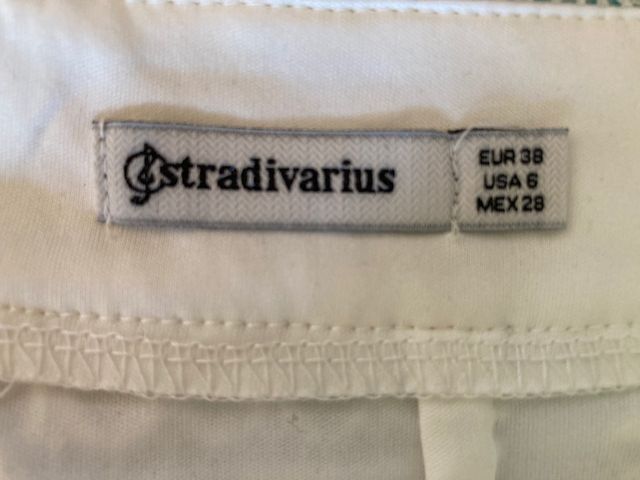 stradivarius
EUR 38
USA 6
MEX 28